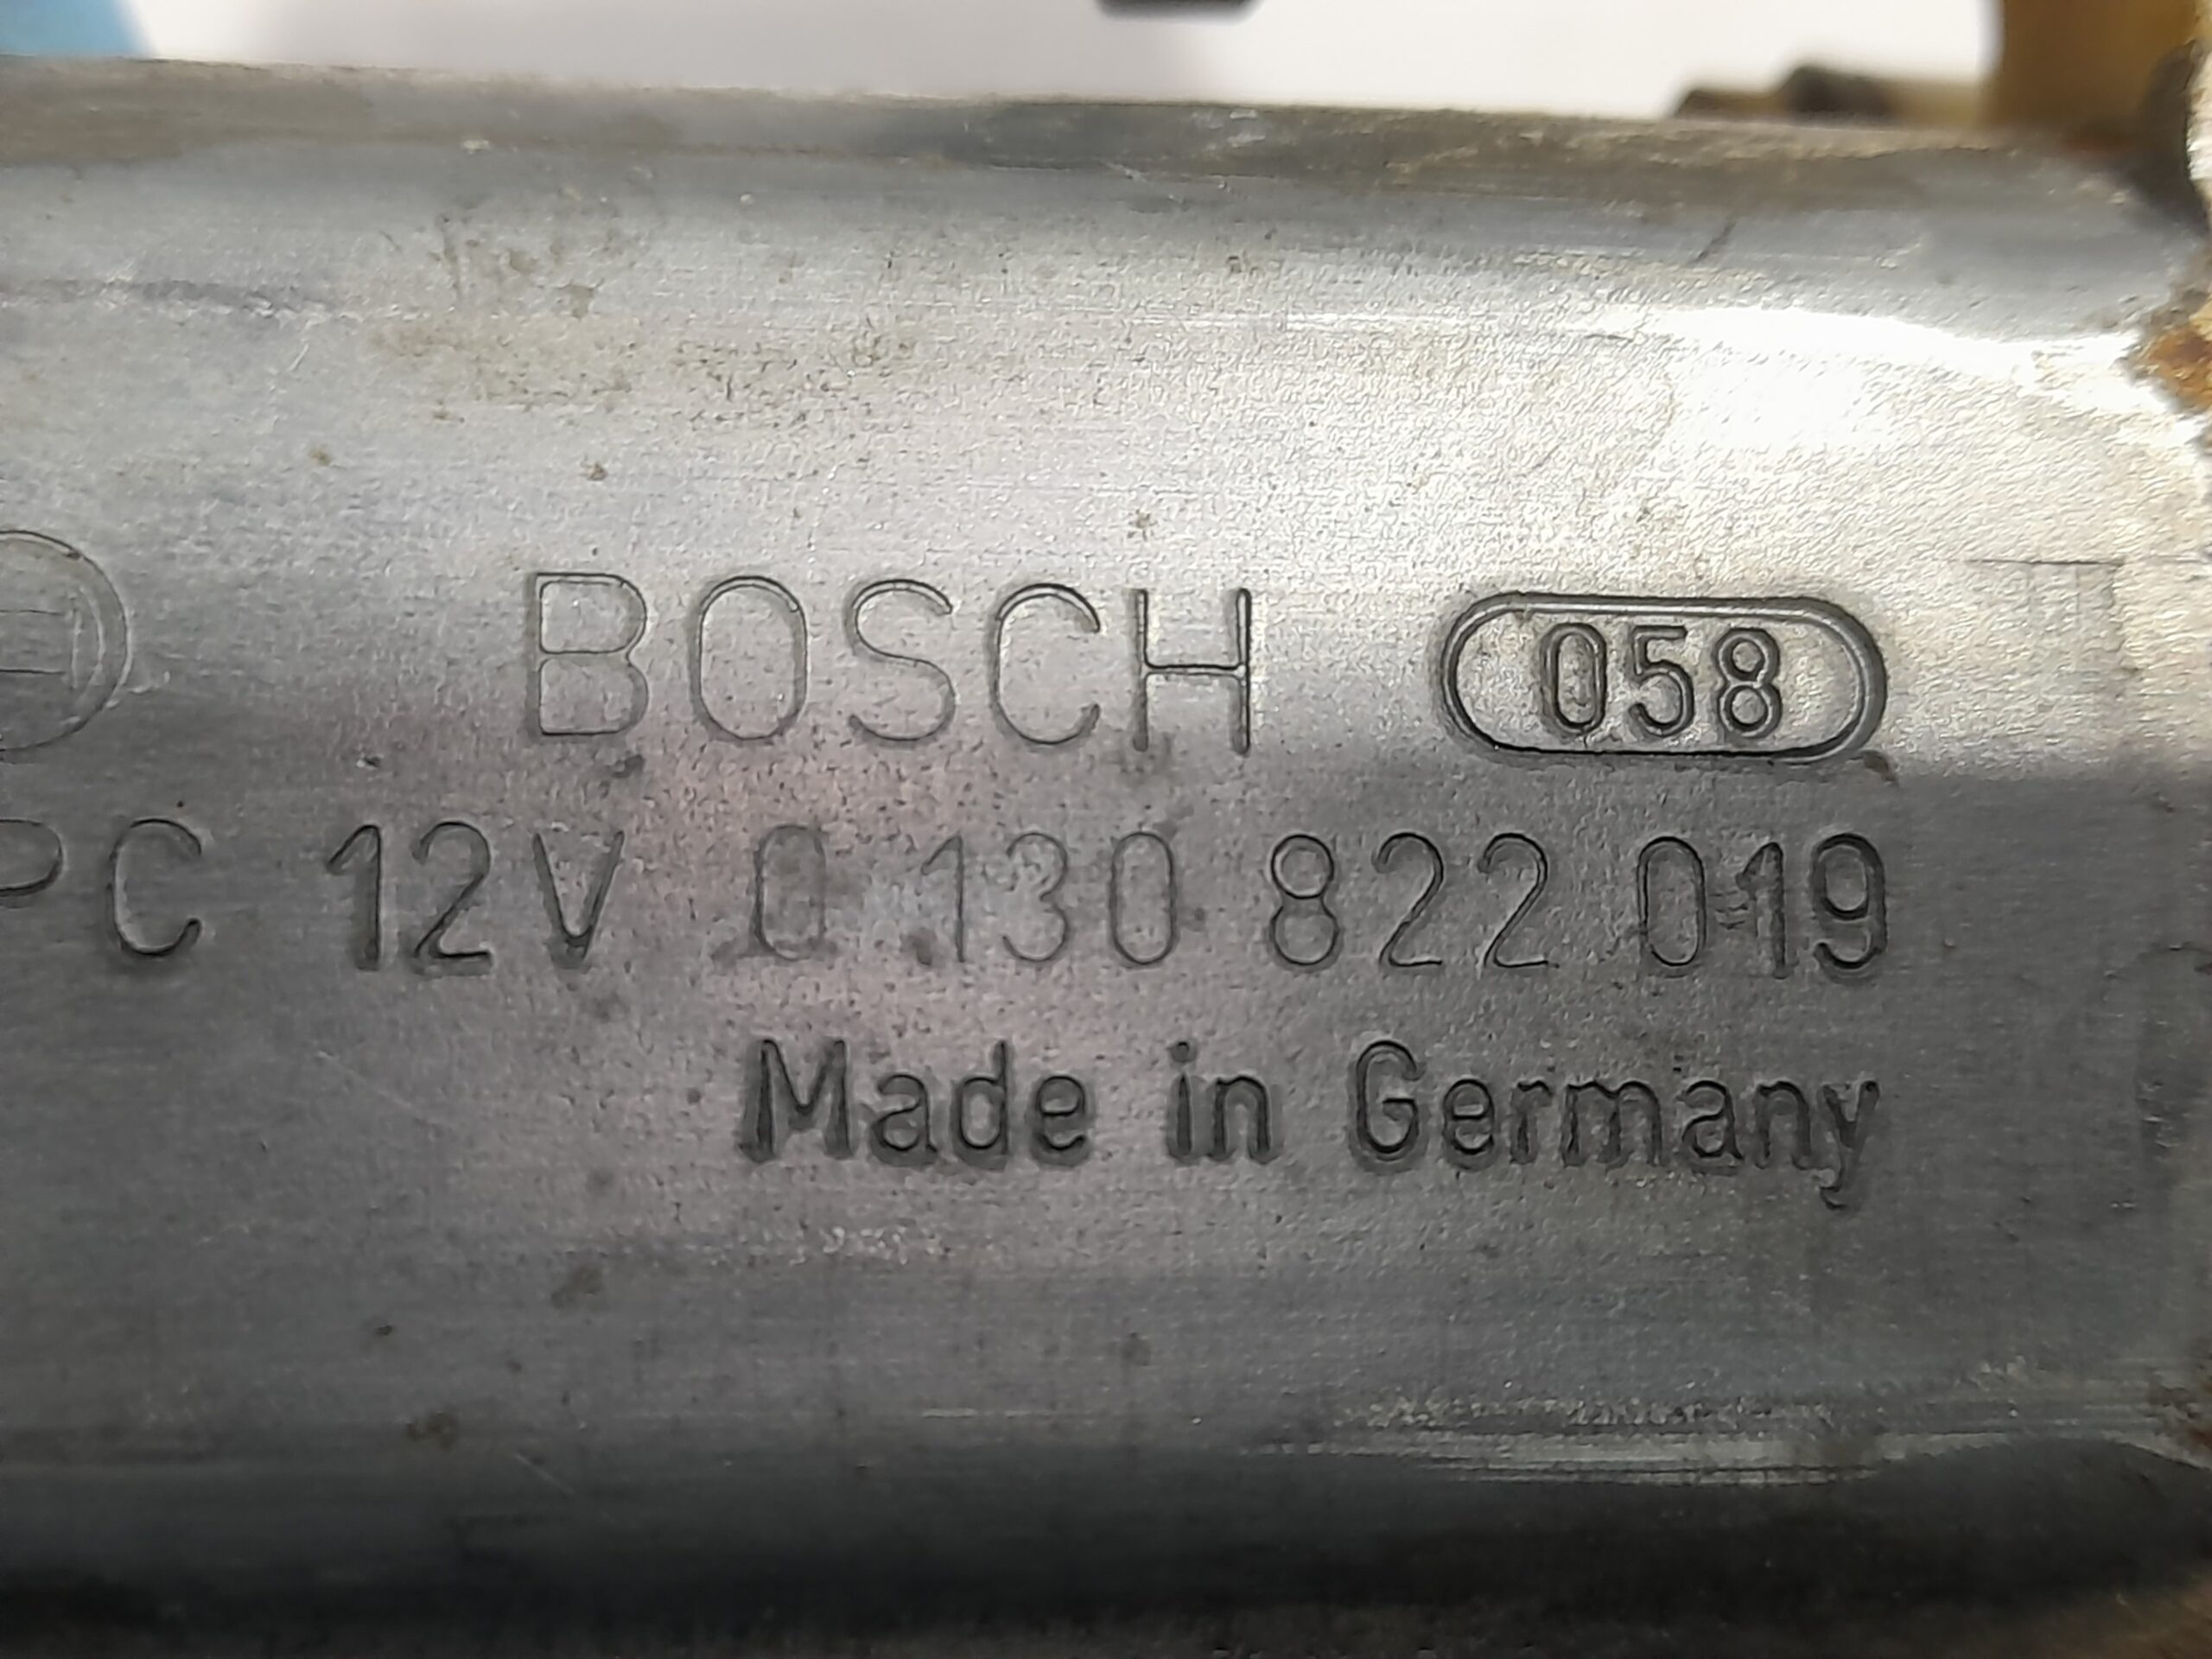 BOSCH 058
PC 12V 0 130 822 019
Made in Germany